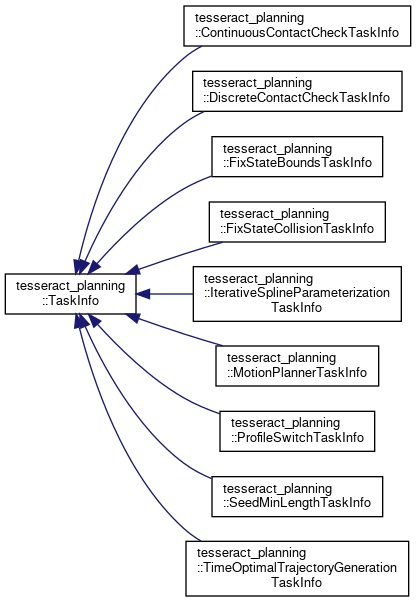 tesseract_planning
::ContinuousContactCheckTaskInfo
tesseract_planning
::DiscreteContactCheckTaskInfo
tesseract_planning
::FixStateBoundsTaskInfo
tesseract_planning
::FixStateCollisionTaskInfo
tesseract_planning
::TaskInfo
tesseract_planning
::IterativeSplineParameterization
TaskInfo
tesseract_planning
::MotionPlannerTaskInfo
tesseract_planning
::ProfileSwitchTaskInfo
tesseract_planning
::SeedMinLengthTaskInfo
tesseract_planning
::TimeOptimalTrajectoryGeneration
TaskInfo